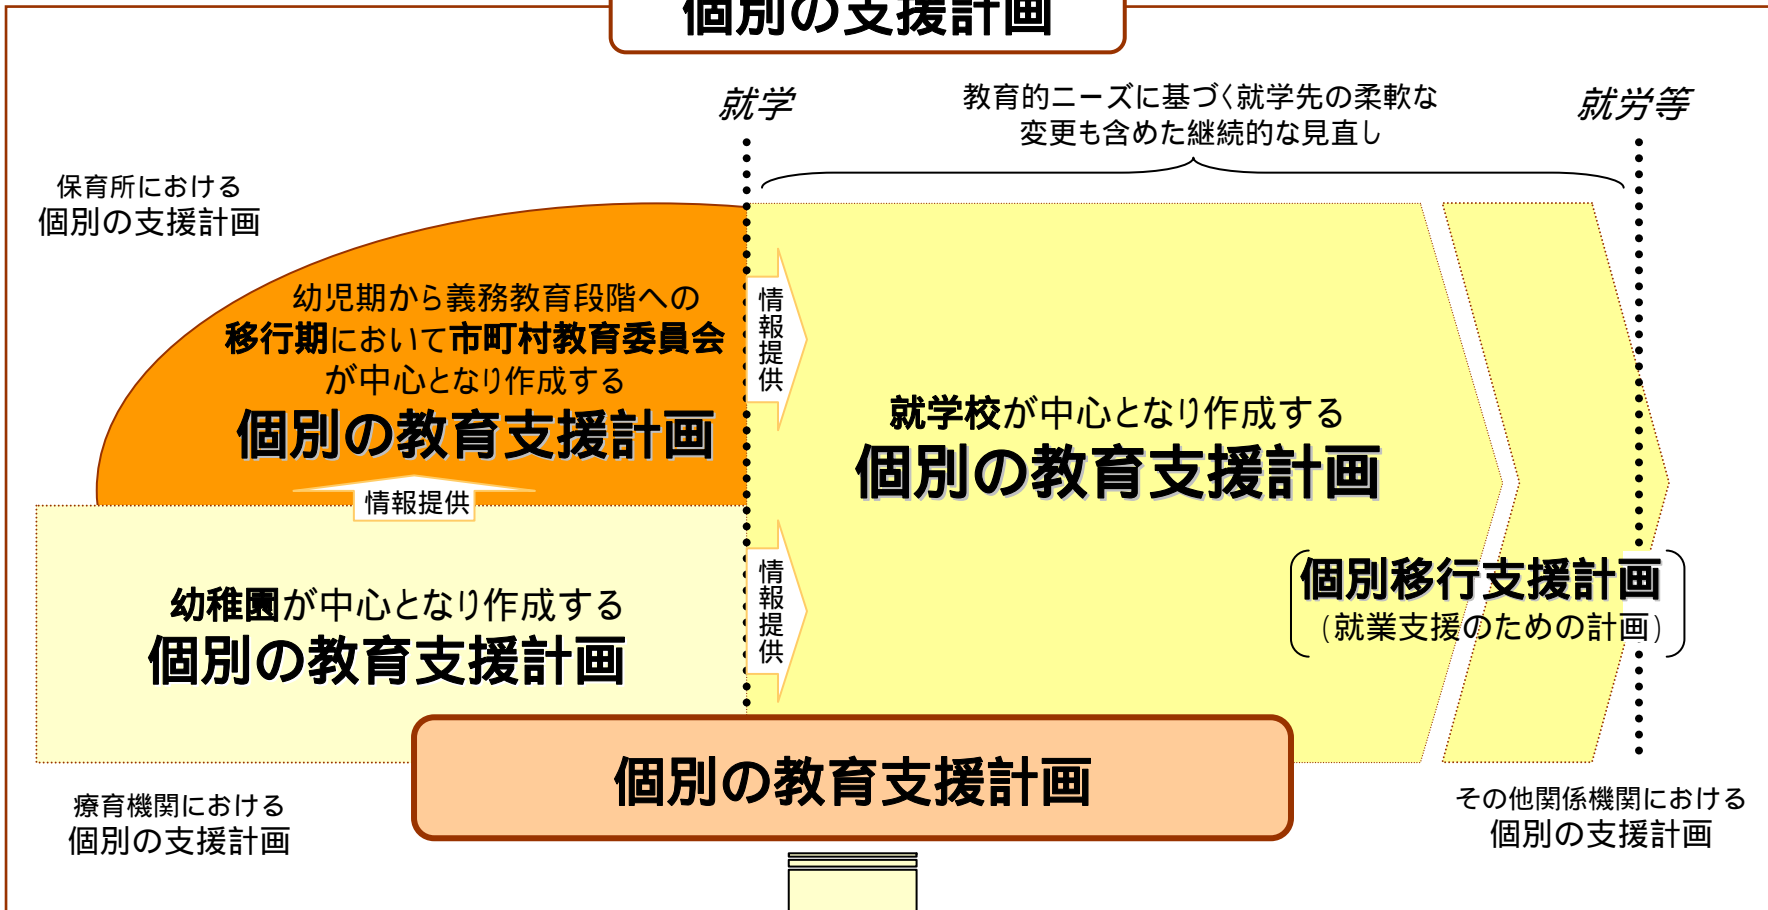 個別の支援計画
就学
教育的ニーズに基づく就学先の柔軟な
変更も含めた継続的な見直し
就労等
保育所における
個別の支援計画
幼児期から義務教育段階への
移行期において市町村教育委員会
が中心となり作成する
個別の教育支援計画
情報提供
情報提供
就学校が中心となり作成する
個別の教育支援計画
幼稚園が中心となり作成する
個別の教育支援計画
情報提供
個別移行支援計画
(就業支援のための計画)
個別の教育支援計画
療育機関における
個別の支援計画
その他関係機関における
個別の支援計画